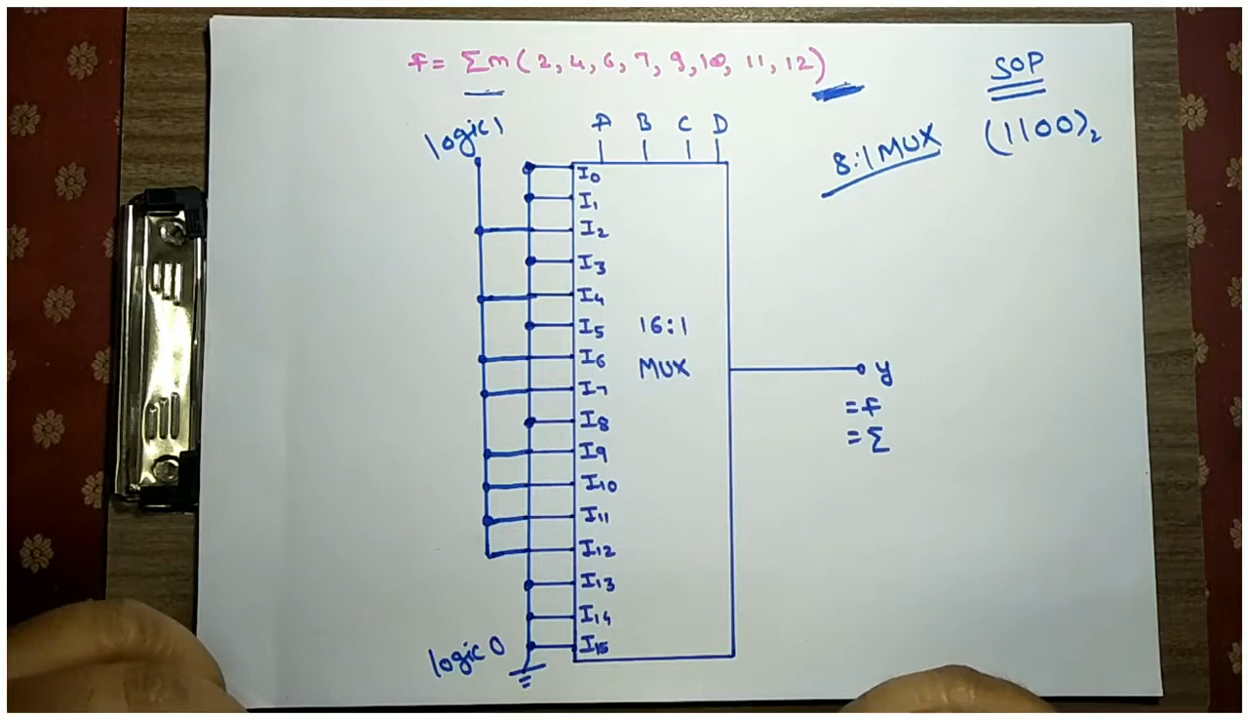 f = Σm(2,4,6,7,9,10,11,12)
SOP
8:1 MUX
(1100)₂
logic 1
A B C D
I₀
I₁
I₂
I₃
I₄
I₅
I₆
I₇
I₈
I₉
I₁₀
I₁₁
I₁₂
I₁₃
I₁₄
I₁₅
16:1
MUX
y
=f
=Σ
logic 0